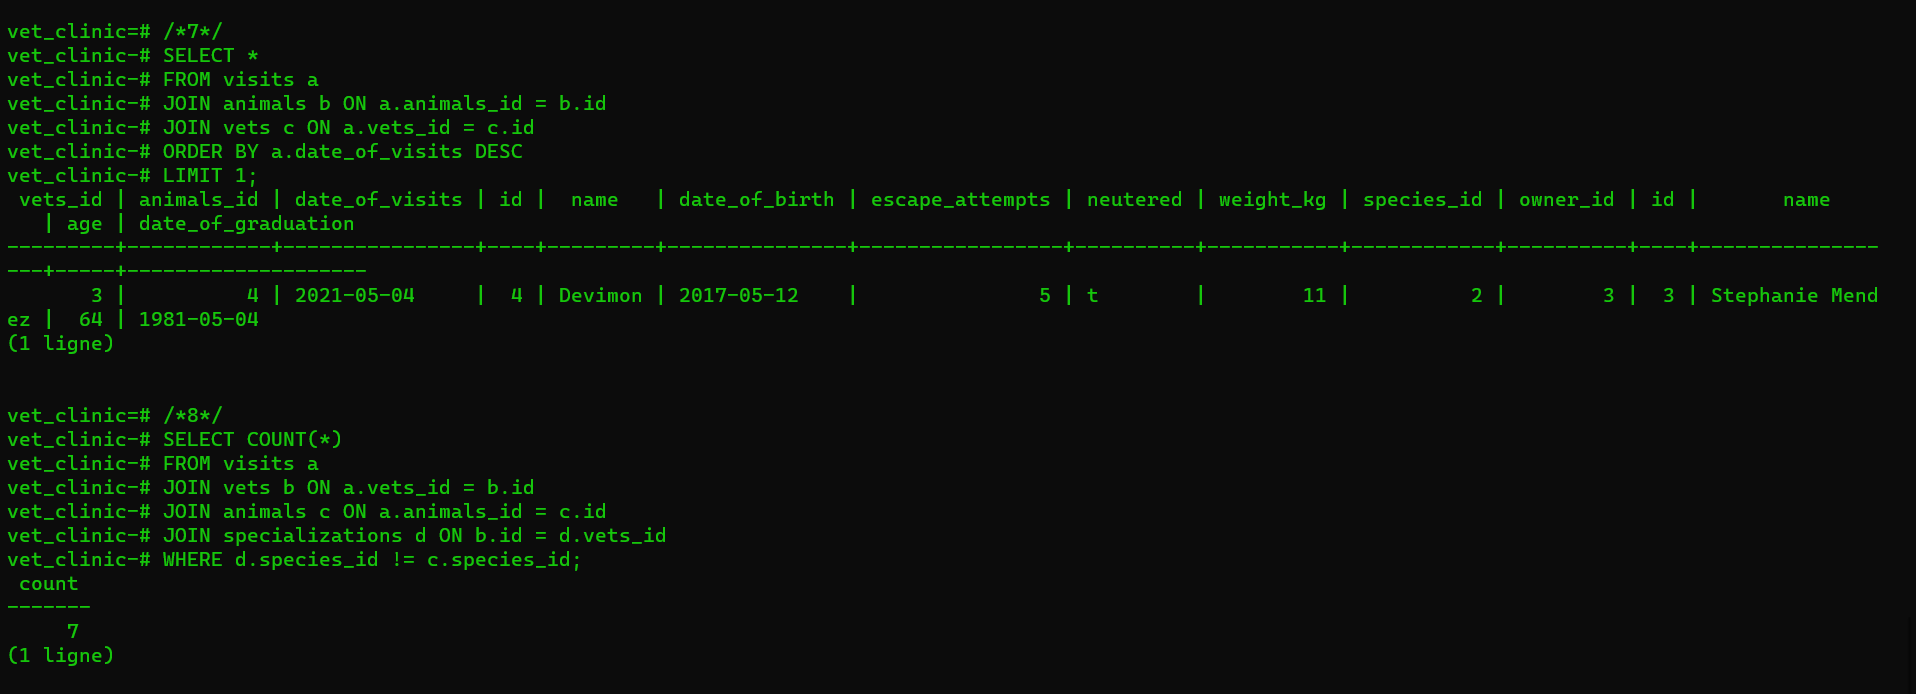 vet_clinic=# /*7*/
vet_clinic-# SELECT *
vet_clinic-# FROM visits a
vet_clinic-# JOIN animals b ON a.animals_id = b.id
vet_clinic-# JOIN vets c ON a.vets_id = c.id
vet_clinic-# ORDER BY a.date_of_visits DESC
vet_clinic-# LIMIT 1;
 vets_id | animals_id | date_of_visits | id |  name   | date_of_birth | escape_attempts | neutered | weight_kg | species_id | owner_id | id |       name
   | age | date_of_graduation
---------+------------+----------------+----+---------+---------------+-----------------+----------+-----------+------------+----------+----+---------------
---+-----+--------------------
       3 |          4 | 2021-05-04     |  4 | Devimon | 2017-05-12    |               5 | t        |        11 |          2 |        3 |  3 | Stephanie Mend
ez |  64 | 1981-05-04
(1 ligne)
vet_clinic=# /*8*/
vet_clinic-# SELECT COUNT(*)
vet_clinic-# FROM visits a
vet_clinic-# JOIN vets b ON a.vets_id = b.id
vet_clinic-# JOIN animals c ON a.animals_id = c.id
vet_clinic-# JOIN specializations d ON b.id = d.vets_id
vet_clinic-# WHERE d.species_id != c.species_id;
 count
-------
     7
(1 ligne)